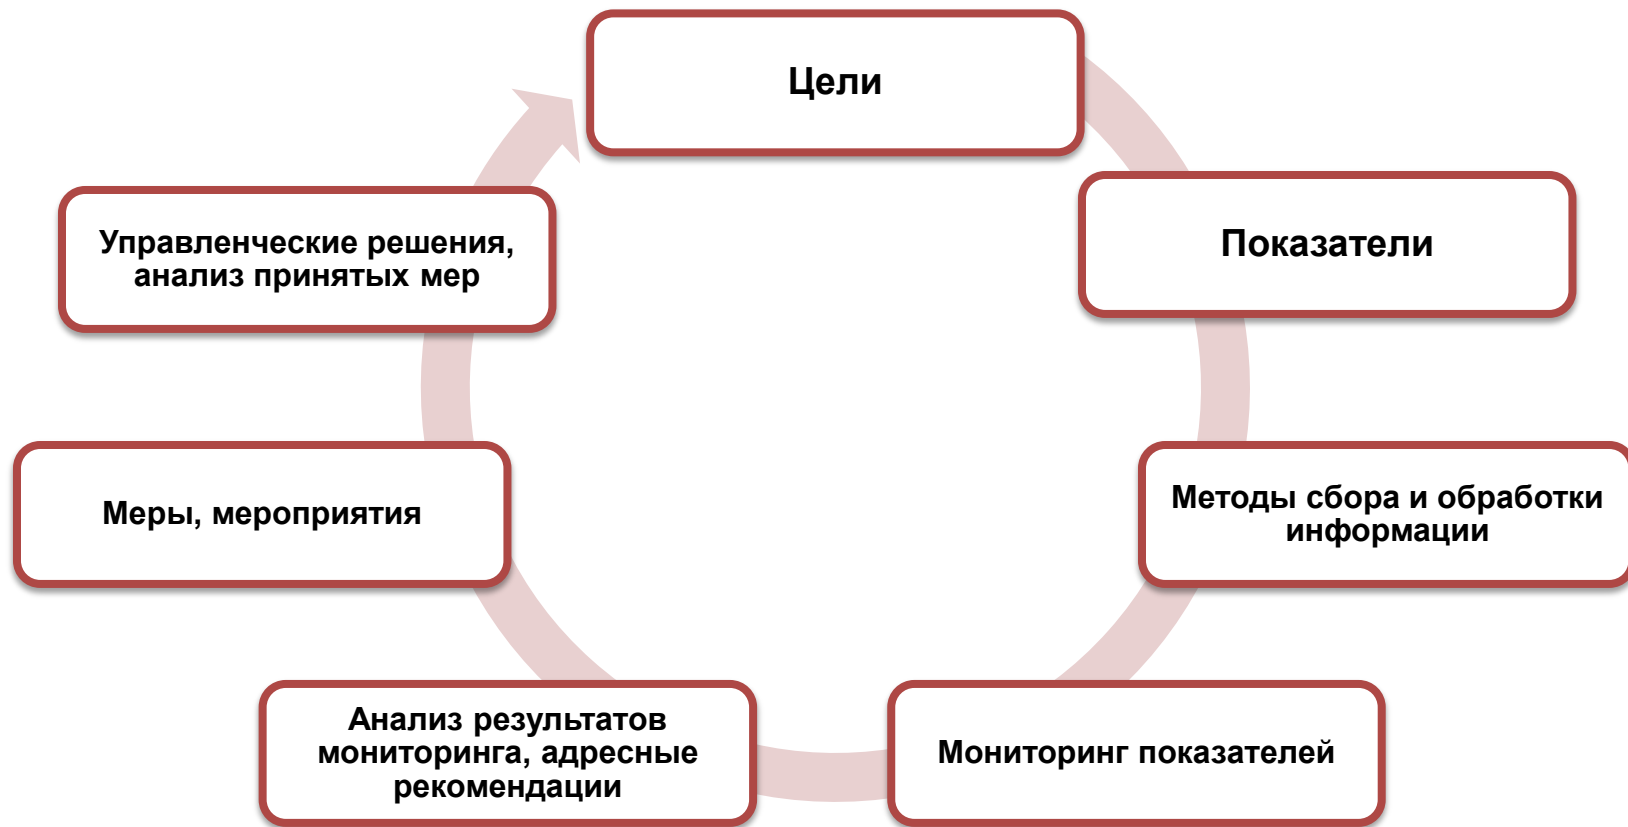 Цели
Показатели
Методы сбора и обработки
информации
Мониторинг показателей
Анализ результатов
мониторинга, адресные
рекомендации
Меры, мероприятия
Управленческие решения,
анализ принятых мер